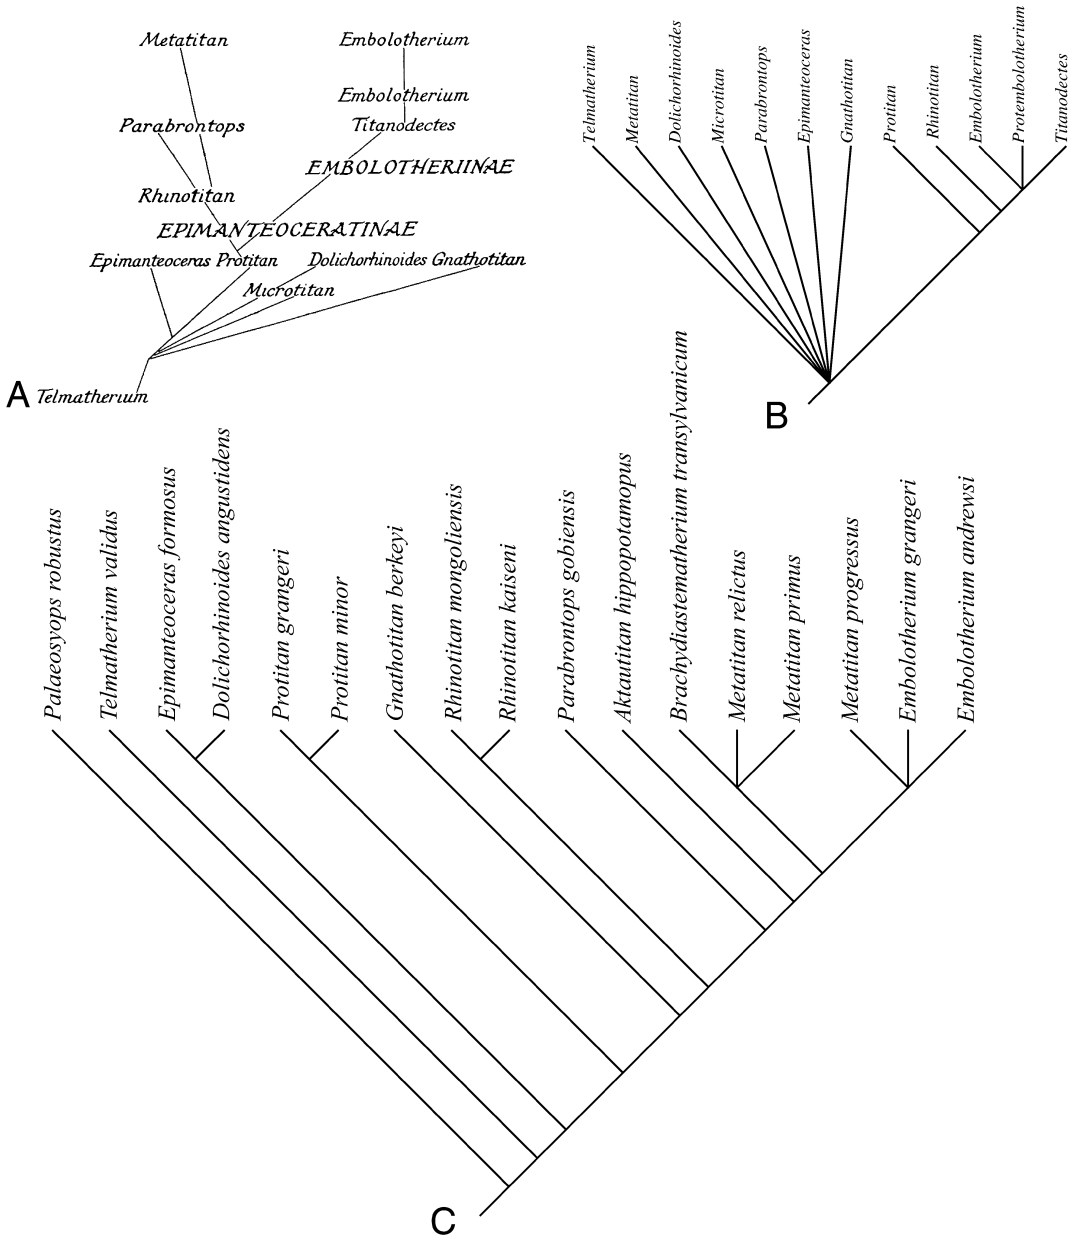 Metatitan
Embolotherium
Embolotherium
Parabrontops
Titanodectes
EMBOLOTHERIINAE
Rhinotitan
EPIMANTEOCERATINAE
Epimanteoceras Protitan Dolichorhinoides Gnathotitan
Microtitan
A Telmatherium
Telmatherium
Metatitan
Dolichorhinoides
Microtitan
Parabrontops
Epimanteoceras
Gnathotitan
Protitan
Rhinotitan
Embolotherium
Protembolotherium
Titanodectes
B
Palaeosyops robustus
Telmatherium validus
Epimanteoceras formosus
Dolichorhinoides angustidens
Protitan grangeri
Protitan minor
Gnathotitan berkeyi
Rhinotitan mongoliensis
Rhinotitan kaiseni
Parabrontops gobiensis
Aktautitan hippopotamopus
Brachydiastematherium transylvanicum
Metatitan relictus
Metatitan primus
Metatitan progressus
Embolotherium grangeri
Embolotherium andrewsi
C